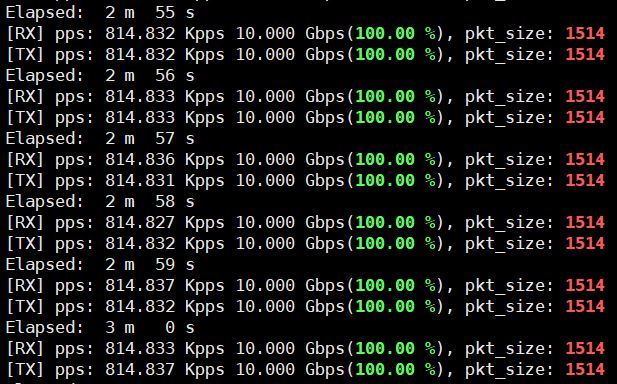 Elapsed:  2 m  55 s
[RX] pps: 814.832 Kpps 10.000 Gbps(100.00 %), pkt_size: 1514
[TX] pps: 814.832 Kpps 10.000 Gbps(100.00 %), pkt_size: 1514
Elapsed:  2 m  56 s
[RX] pps: 814.833 Kpps 10.000 Gbps(100.00 %), pkt_size: 1514
[TX] pps: 814.833 Kpps 10.000 Gbps(100.00 %), pkt_size: 1514
Elapsed:  2 m  57 s
[RX] pps: 814.836 Kpps 10.000 Gbps(100.00 %), pkt_size: 1514
[TX] pps: 814.831 Kpps 10.000 Gbps(100.00 %), pkt_size: 1514
Elapsed:  2 m  58 s
[RX] pps: 814.827 Kpps 10.000 Gbps(100.00 %), pkt_size: 1514
[TX] pps: 814.832 Kpps 10.000 Gbps(100.00 %), pkt_size: 1514
Elapsed:  2 m  59 s
[RX] pps: 814.837 Kpps 10.000 Gbps(100.00 %), pkt_size: 1514
[TX] pps: 814.832 Kpps 10.000 Gbps(100.00 %), pkt_size: 1514
Elapsed:  3 m   0 s
[RX] pps: 814.833 Kpps 10.000 Gbps(100.00 %), pkt_size: 1514
[TX] pps: 814.837 Kpps 10.000 Gbps(100.00 %), pkt_size: 1514